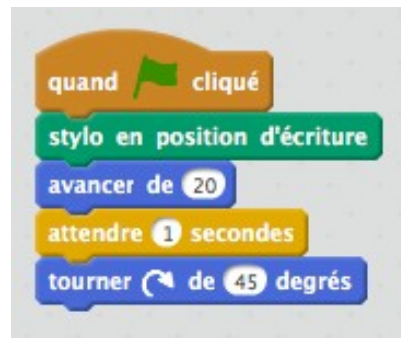 quand cliqué
stylo en position d'écriture
avancer de 20
attendre 1 secondes
tourner de 45 degrés